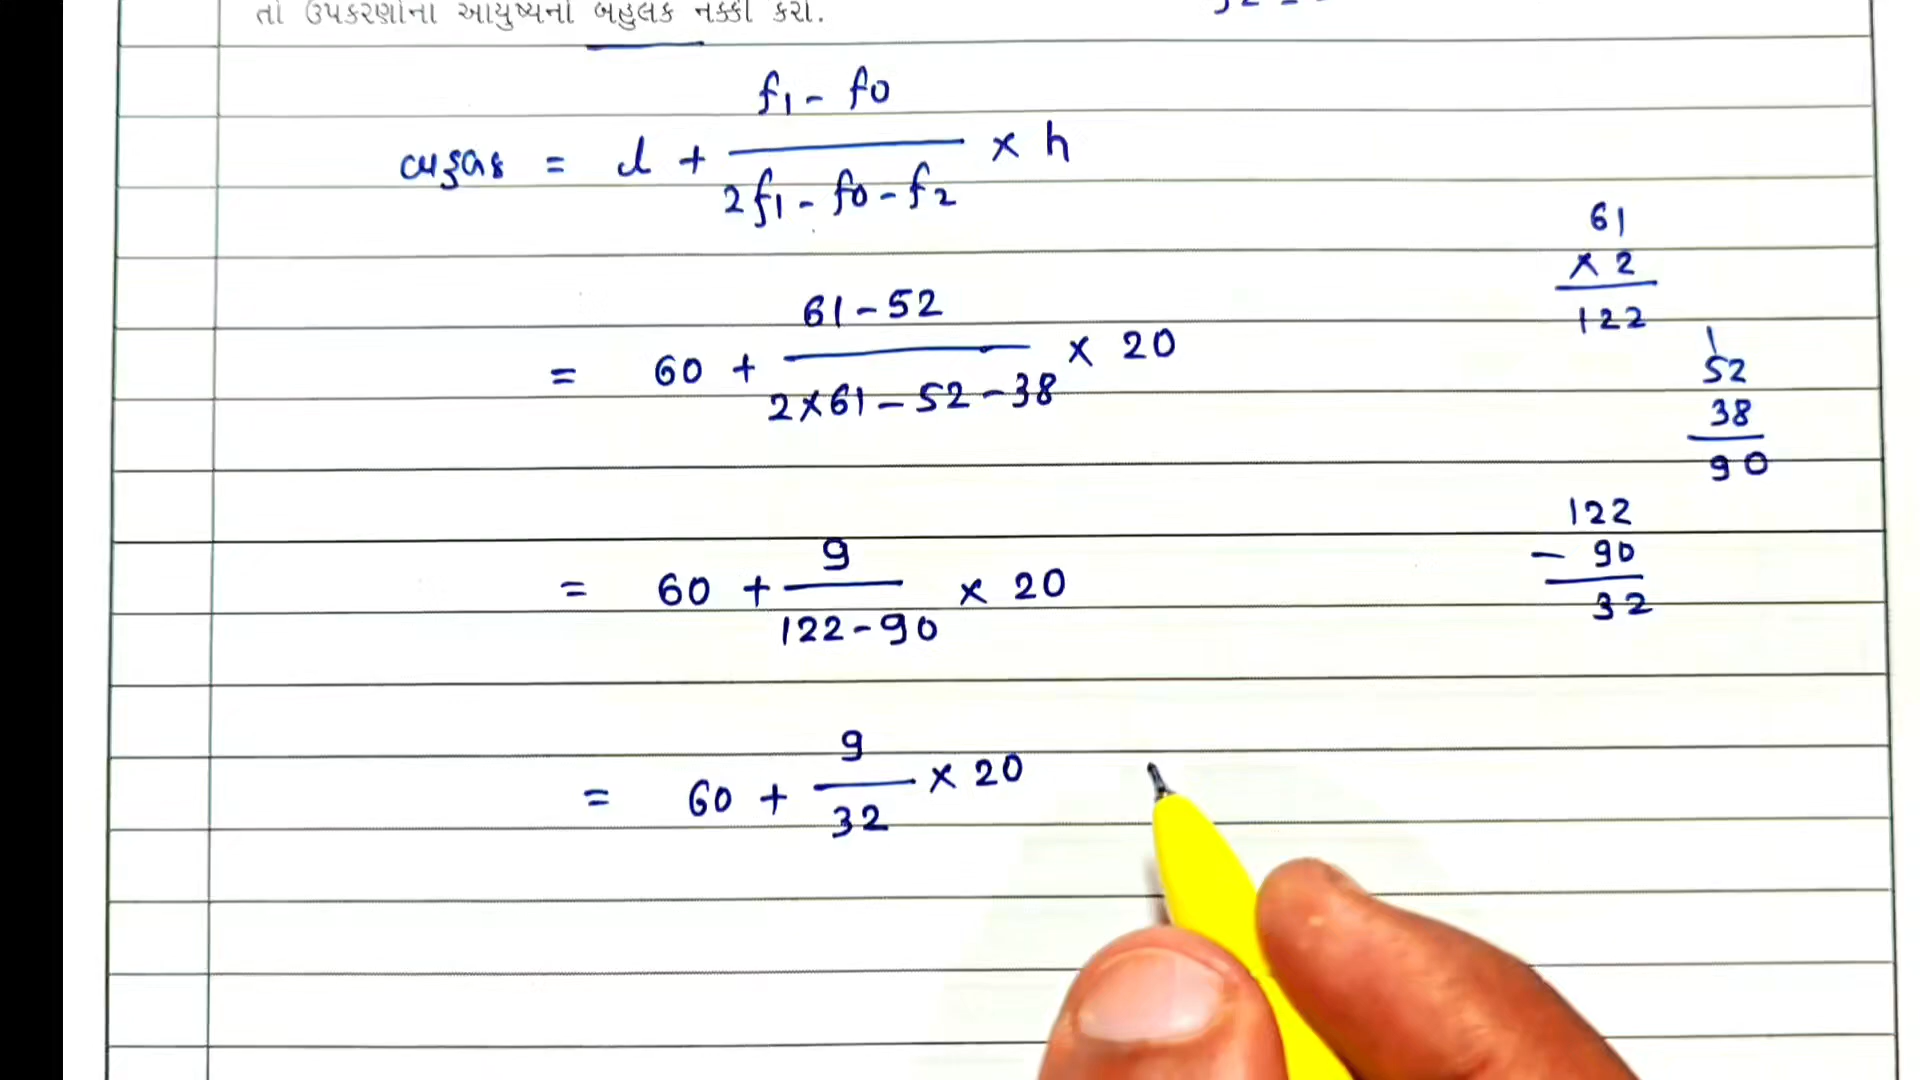 તો ઉપકરણોના આયુષ્યનો બહુલક નક્કી કરો.
= l + (f1 - f0) / (2f1 - f0 - f2) × h
= 60 + (61 - 52) / (2×61 - 52 - 38) × 20
= 60 + 9 / (122 - 90) × 20
= 60 + 9 / 32 × 20
61
× 2
122
1
52
38
90
122
- 90
32